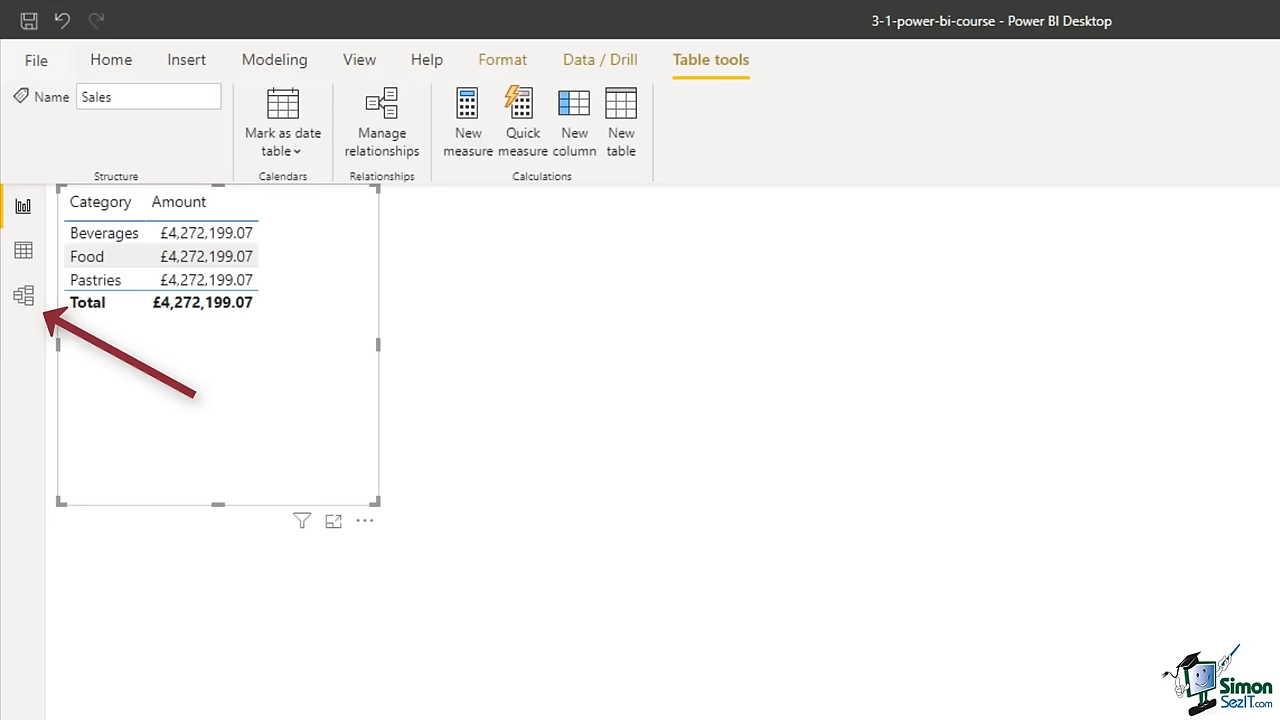 3-1-power-bi-course - Power BI Desktop
File Home Insert Modeling View Help Format Data / Drill Table tools
Name Sales
Mark as date table
Manage relationships
New measure
Quick measure
New column
New table
Structure Calendars Relationships Calculations
Category Amount
Beverages £4,272,199.07
Food £4,272,199.07
Pastries £4,272,199.07
Total £4,272,199.07
Simon
SezIT.com